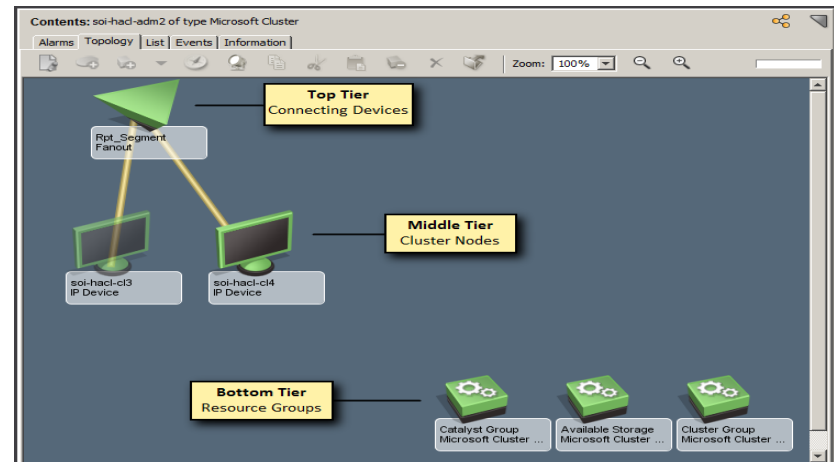 Contents: soi-hacl-adm2 of type Microsoft Cluster
Alarms Topology List Events Information
Zoom: 100%
Top Tier
Connecting Devices
Rpt_Segment
Fanout
Middle Tier
Cluster Nodes
soi-hacl-cl3
IP Device
soi-hacl-cl4
IP Device
Bottom Tier
Resource Groups
Catalyst Group
Microsoft Cluster ...
Available Storage
Microsoft Cluster ...
Cluster Group
Microsoft Cluster ...